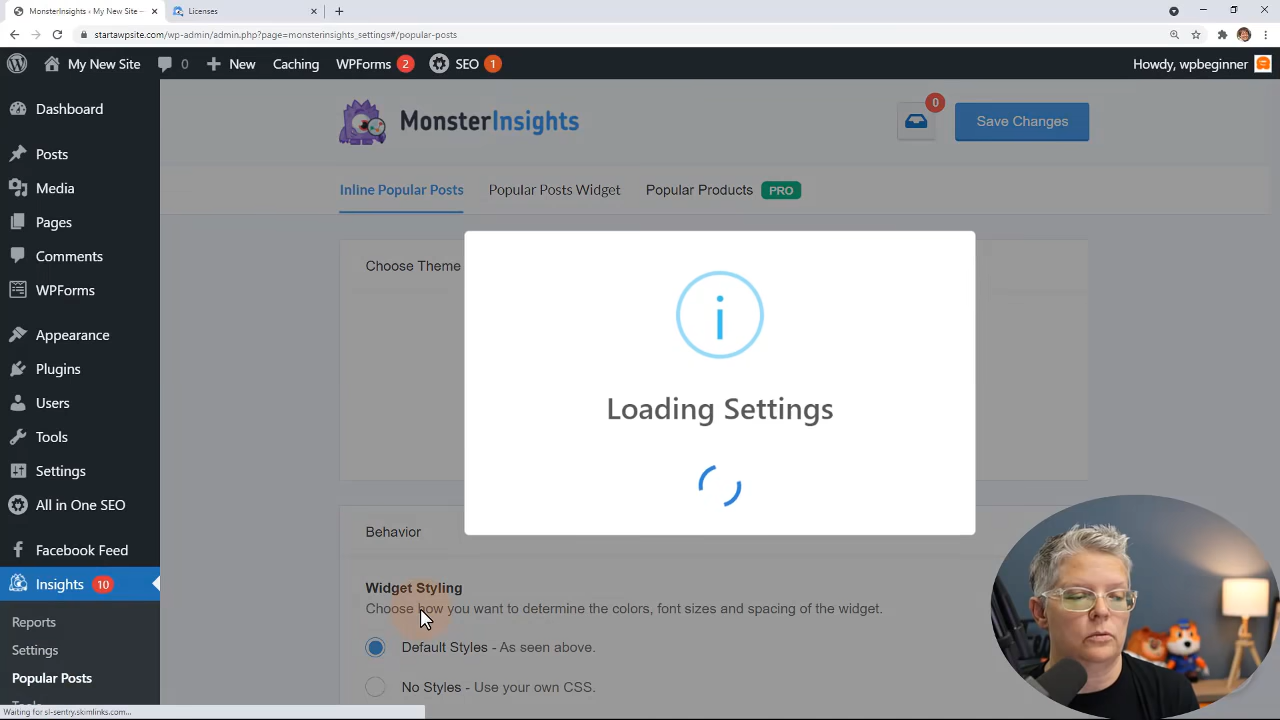 MonsterInsights ‹ My New Site –
Licenses
startawpsite.com/wp-admin/admin.php?page=monsterinsights_settings#/popular-posts
My New Site
0
New
Caching
WPForms 2
SEO 1
Howdy, wpbeginner
Dashboard
Posts
Media
Pages
Comments
WPForms
Appearance
Plugins
Users
Tools
Settings
All in One SEO
Facebook Feed
Insights 10
Reports
Settings
Popular Posts
MonsterInsights
0
Save Changes
Inline Popular Posts
Popular Posts Widget
Popular Products PRO
Choose Theme
i
Loading Settings
Behavior
Widget Styling
Choose how you want to determine the colors, font sizes and spacing of the widget.
Default Styles - As seen above.
No Styles - Use your own CSS.
Waiting for sl-sentry.skimlinks.com...